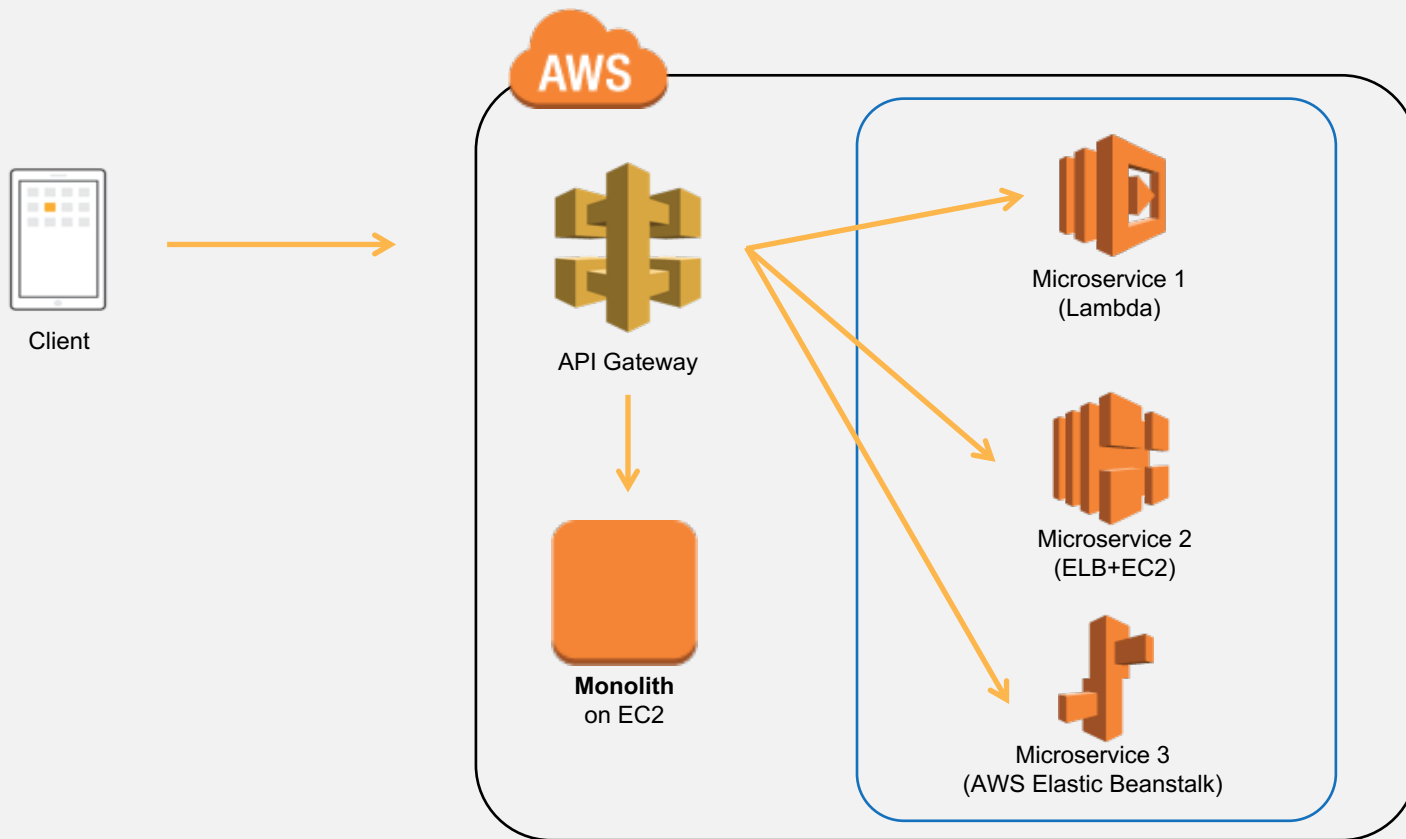 AWS
Client
API Gateway
Monolith
on EC2
Microservice 1
(Lambda)
Microservice 2
(ELB+EC2)
Microservice 3
(AWS Elastic Beanstalk)